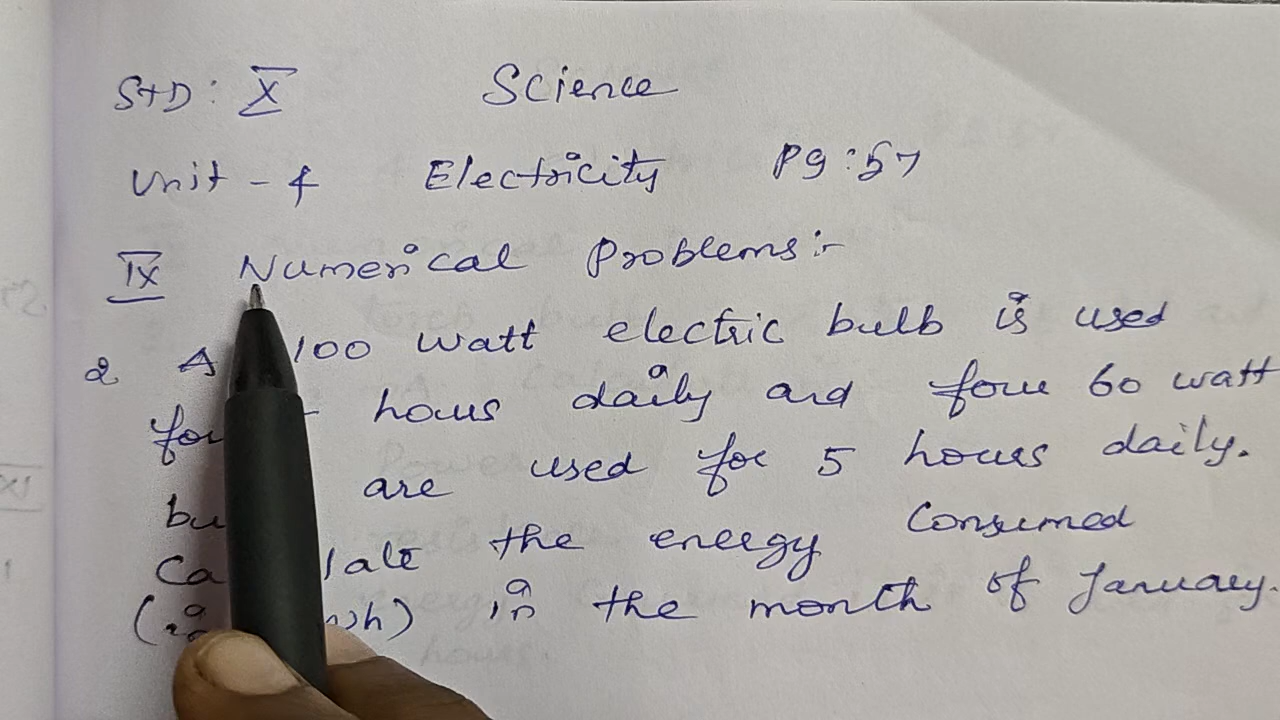 STD: X Science
Unit - 4 Electricity Pg: 57
IX Numerical Problems:-
2 A 100 watt electric bulb is used
hours daily and four 60 watt
are used for 5 hours daily.
the energy Consumed
in the month of January.